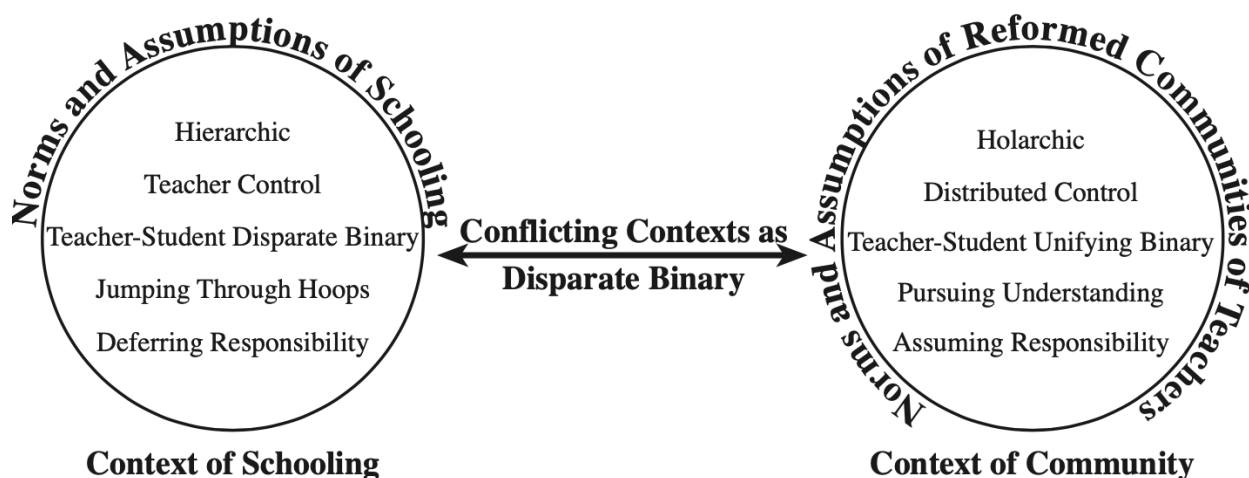 Norms and Assumptions of Schooling
Hierarchic
Teacher Control
Teacher-Student Disparate Binary
Jumping Through Hoops
Deferring Responsibility
Context of Schooling
Conflicting Contexts as
Disparate Binary
Norms and Assumptions of Reformed Communities of Teachers
Holarchic
Distributed Control
Teacher-Student Unifying Binary
Pursuing Understanding
Assuming Responsibility
Context of Community